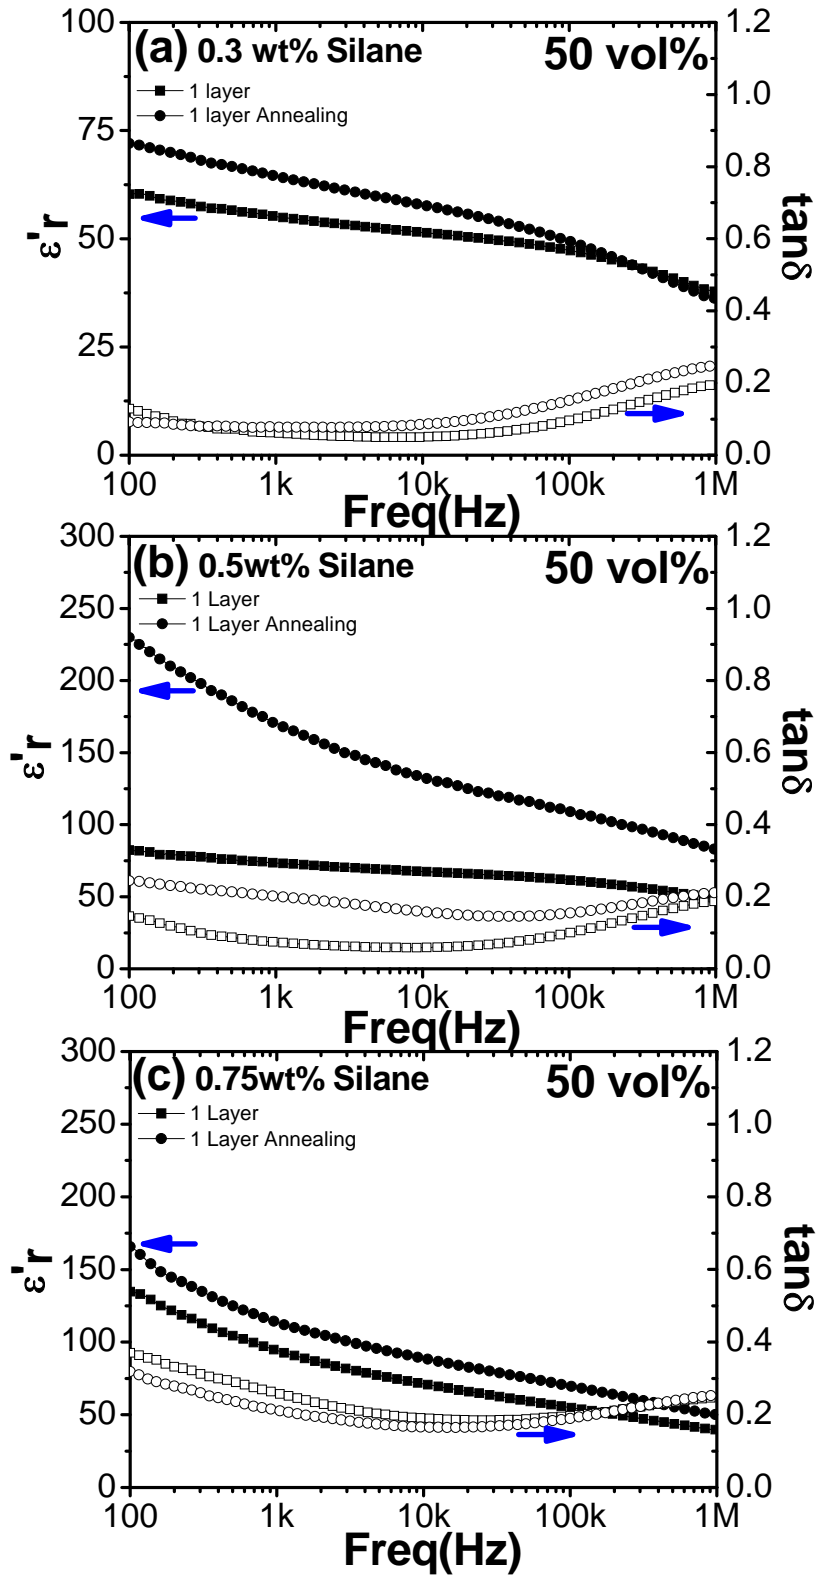 (a) 0.3 wt% Silane 50 vol%
1 layer
1 layer Annealing
100
75
50
25
0
ε'r
1.2
1.0
0.8
0.6
0.4
0.2
0.0
tanδ
100 1k 10k 100k 1M
Freq(Hz)
(b) 0.5wt% Silane 50 vol%
1 Layer
1 Layer Annealing
300
250
200
150
100
50
0
ε'r
1.2
1.0
0.8
0.6
0.4
0.2
0.0
tanδ
100 1k 10k 100k 1M
Freq(Hz)
(c) 0.75wt% Silane 50 vol%
1 Layer
1 Layer Annealing
300
250
200
150
100
50
0
ε'r
1.2
1.0
0.8
0.6
0.4
0.2
0.0
tanδ
100 1k 10k 100k 1M
Freq(Hz)